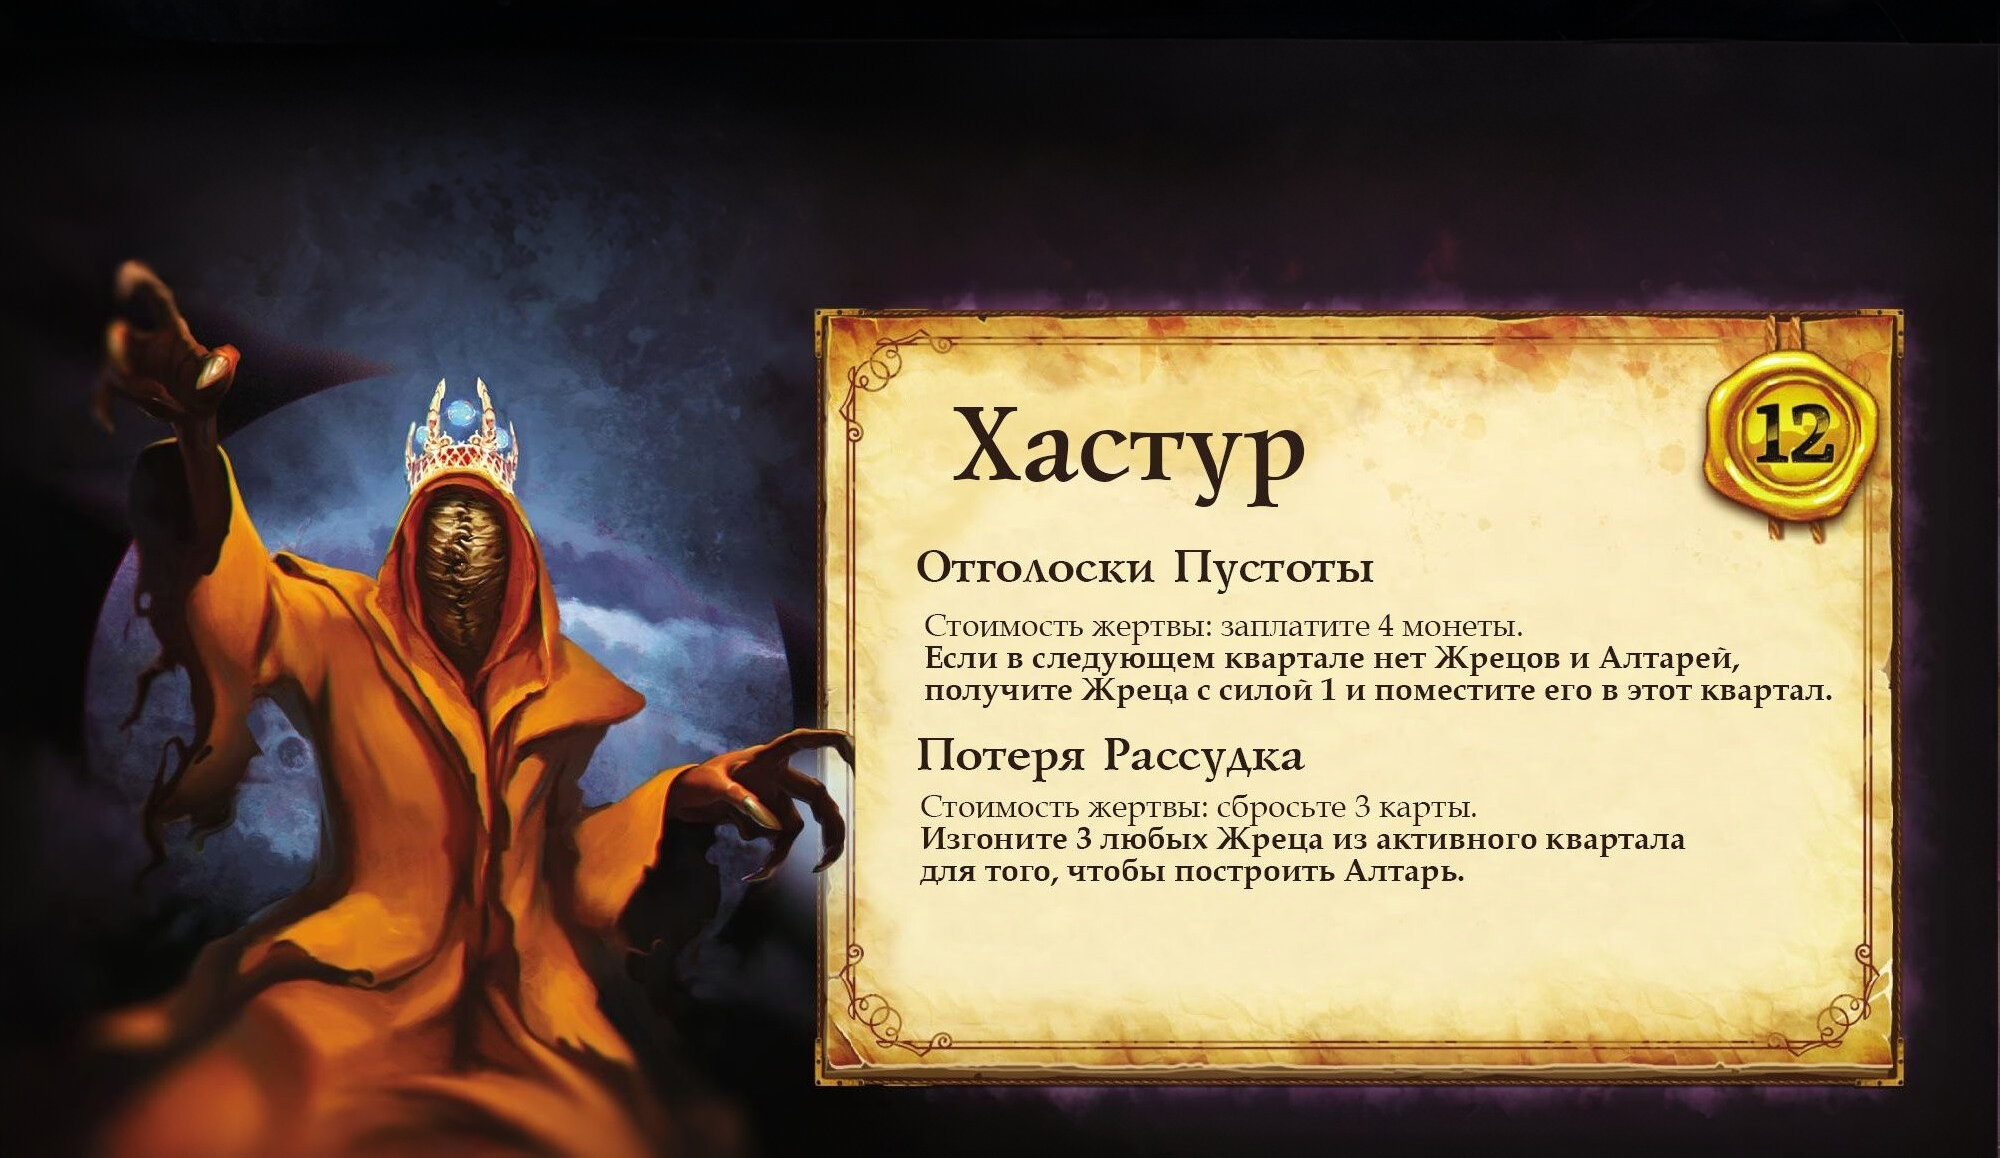 Хастур
12
Отголоски Пустоты
Стоимость жертвы: заплатите 4 монеты.
Если в следующем квартале нет Жрецов и Алтарей,
получите Жреца с силой 1 и поместите его в этот квартал.
Потеря Рассудка
Стоимость жертвы: сбросьте 3 карты.
Изгоните 3 любых Жреца из активного квартала
для того, чтобы построить Алтарь.